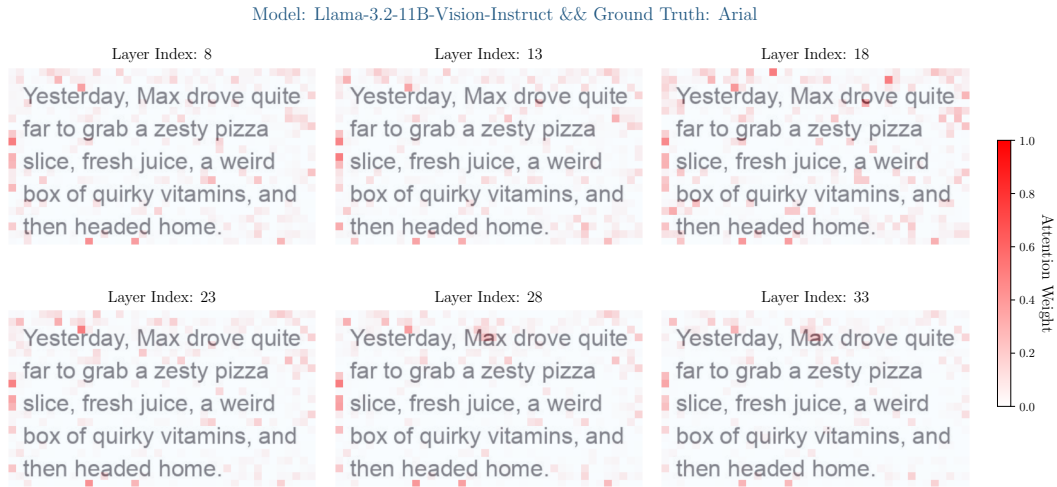 Model: Llama-3.2-11B-Vision-Instruct && Ground Truth: Arial
Layer Index: 8
Yesterday, Max drove quite
far to grab a zesty pizza
slice, fresh juice, a weird
box of quirky vitamins, and
then headed home.
Layer Index: 13
Yesterday, Max drove quite
far to grab a zesty pizza
slice, fresh juice, a weird
box of quirky vitamins, and
then headed home.
Layer Index: 18
Yesterday, Max drove quite
far to grab a zesty pizza
slice, fresh juice, a weird
box of quirky vitamins, and
then headed home.
Layer Index: 23
Yesterday, Max drove quite
far to grab a zesty pizza
slice, fresh juice, a weird
box of quirky vitamins, and
then headed home.
Layer Index: 28
Yesterday, Max drove quite
far to grab a zesty pizza
slice, fresh juice, a weird
box of quirky vitamins, and
then headed home.
Layer Index: 33
Yesterday, Max drove quite
far to grab a zesty pizza
slice, fresh juice, a weird
box of quirky vitamins, and
then headed home.
1.0
0.8
0.6
0.4
0.2
0.0
Attention Weight